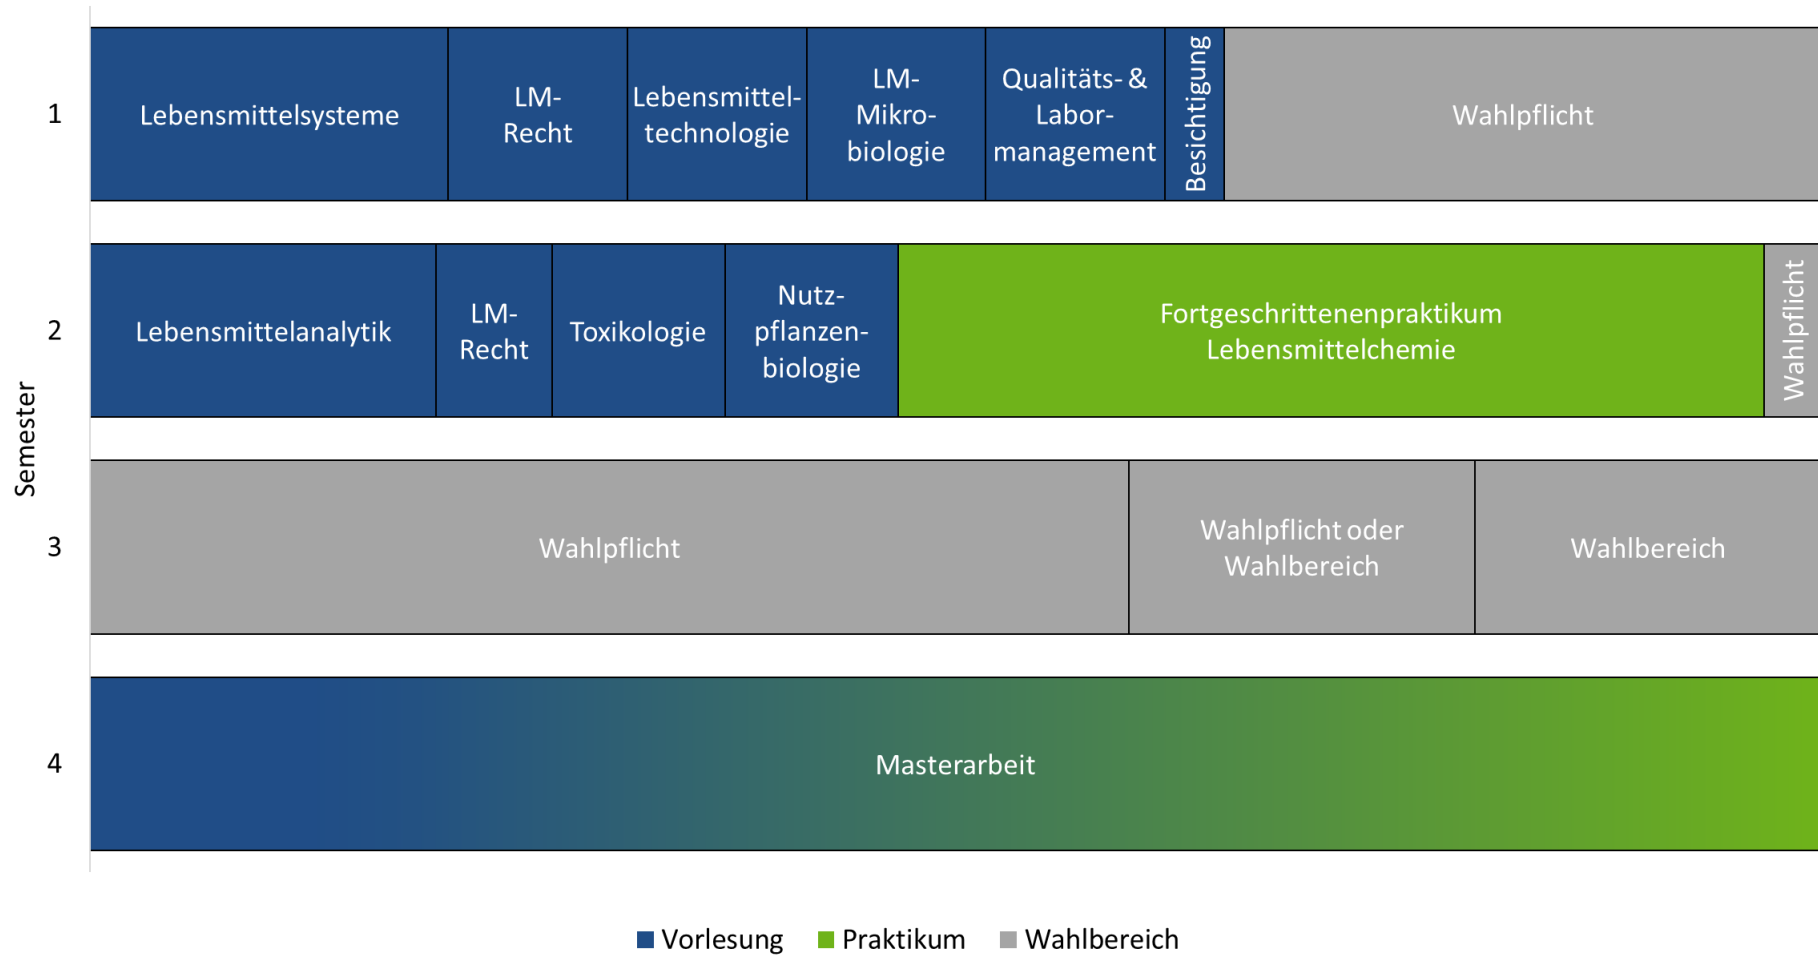 Semester
1
Lebensmittelsysteme
LM-
Recht
Lebensmittel-
technologie
LM-
Mikro-
biologie
Qualitäts- &
Labor-
management
Besichtigung
Wahlpflicht
2
Lebensmittelanalytik
LM-
Recht
Toxikologie
Nutz-
pflanzen-
biologie
Fortgeschrittenenpraktikum
Lebensmittelchemie
Wahlpflicht
3
Wahlpflicht
Wahlpflicht oder
Wahlbereich
Wahlbereich
4
Masterarbeit
Vorlesung
Praktikum
Wahlbereich